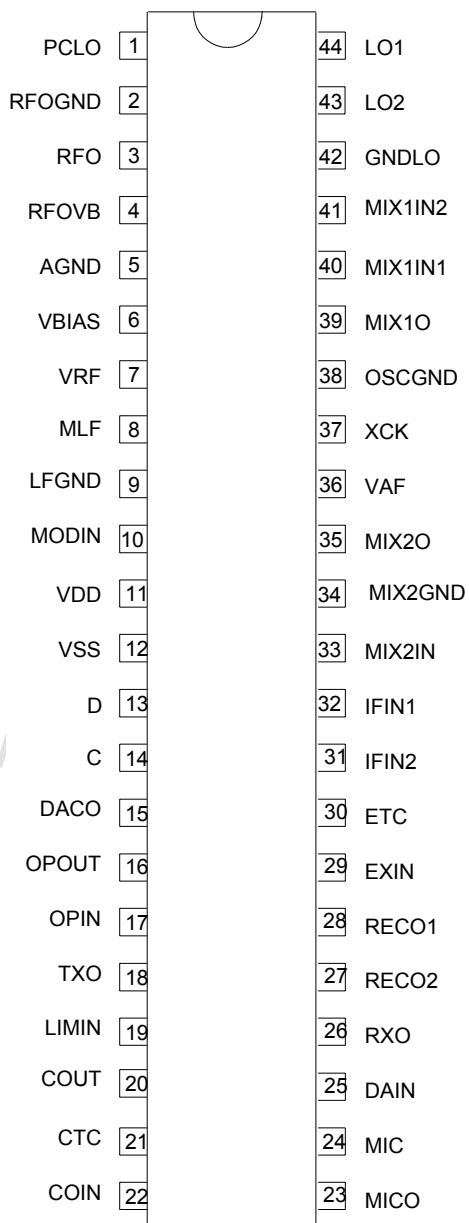 PCLO 1 44 LO1
RFOGND 2 43 LO2
RFO 3 42 GNDLO
RFOVB 4 41 MIX1IN2
AGND 5 40 MIX1IN1
VBIAS 6 39 MIX1O
VRF 7 38 OSCGND
MLF 8 37 XCK
LFGND 9 36 VAF
MODIN 10 35 MIX2O
VDD 11 34 MIX2GND
VSS 12 33 MIX2IN
D 13 32 IFIN1
C 14 31 IFIN2
DACO 15 30 ETC
OPOUT 16 29 EXIN
OPIN 17 28 RECO1
TXO 18 27 RECO2
LIMIN 19 26 RXO
COUT 20 25 DAIN
CTC 21 24 MIC
COIN 22 23 MICO